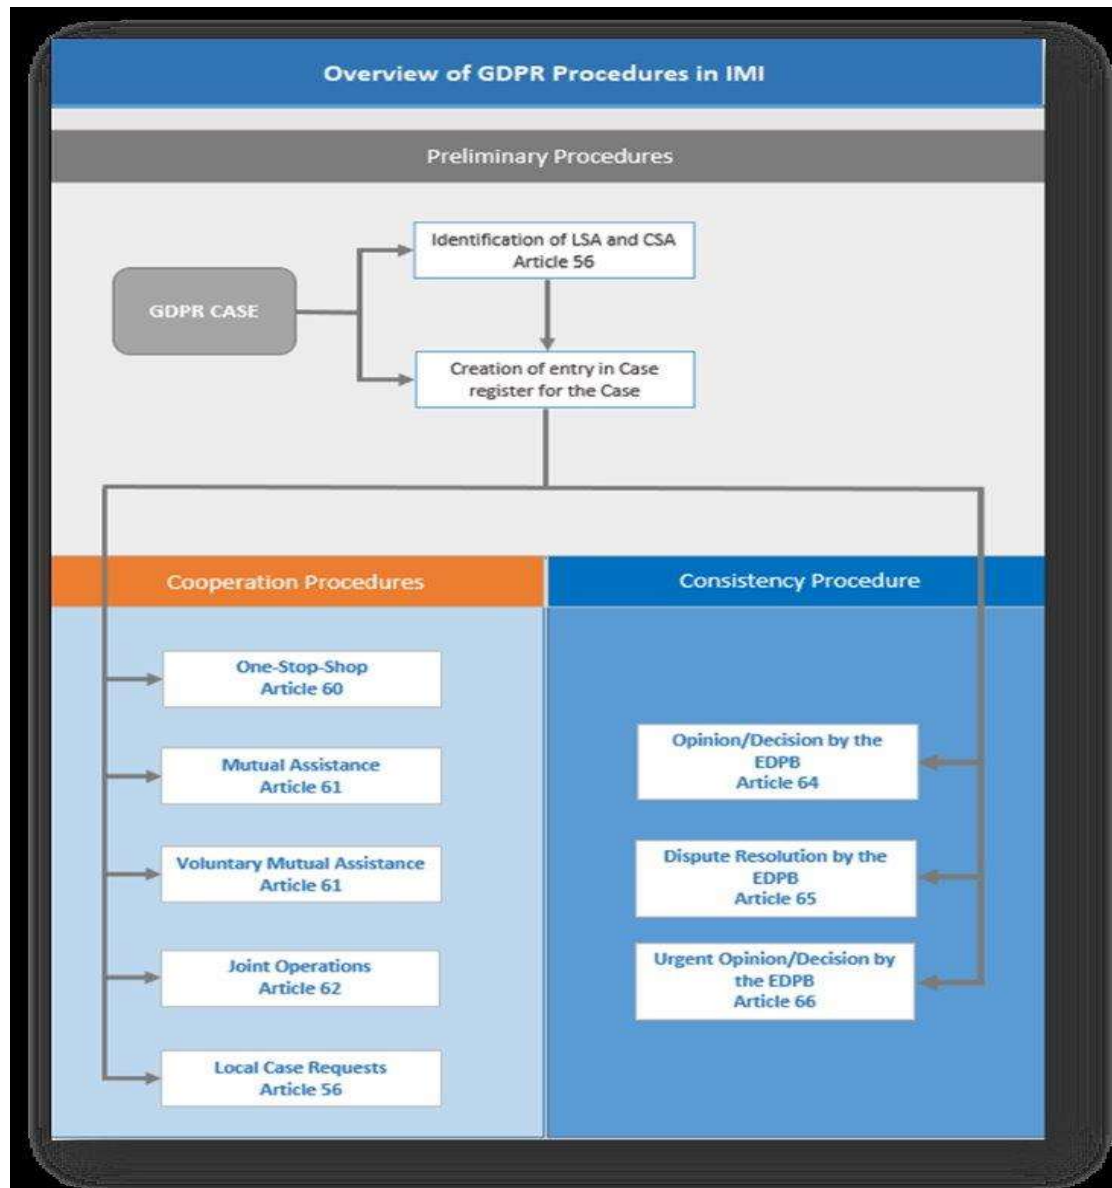 Overview of GDPR Procedures in IMI
Preliminary Procedures
Identification of LSA and CSA
Article 56
GDPR CASE
Creation of entry in Case
register for the Case
Cooperation Procedures
One-Stop-Shop
Article 60
Mutual Assistance
Article 61
Voluntary Mutual Assistance
Article 61
Joint Operations
Article 62
Local Case Requests
Article 56
Consistency Procedure
Opinion/Decision by the
EDPB
Article 64
Dispute Resolution by the
EDPB
Article 65
Urgent Opinion/Decision by
the EDPB
Article 66